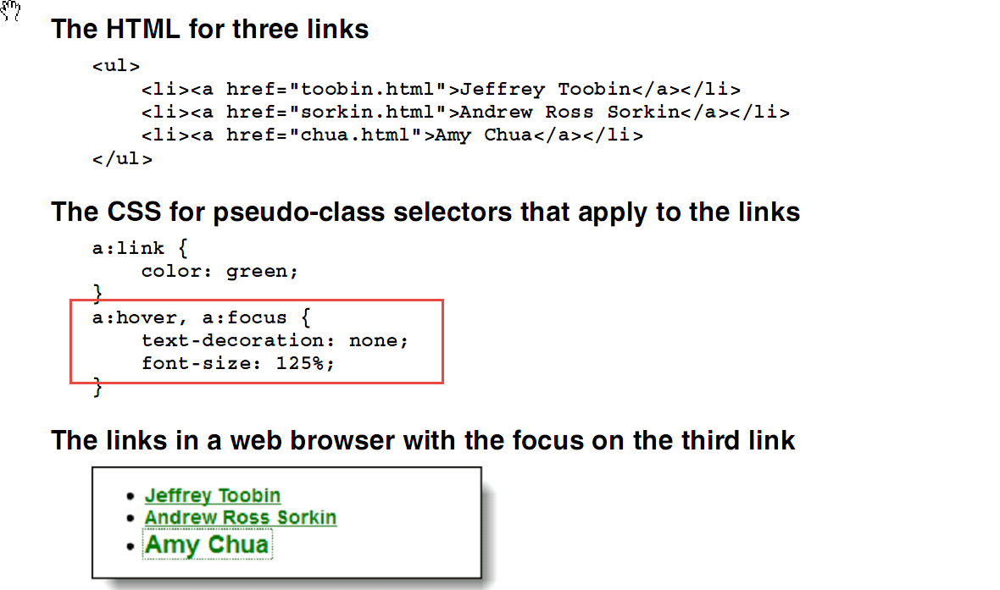 The HTML for three links
<ul>
    <li><a href="toobin.html">Jeffrey Toobin</a></li>
    <li><a href="sorkin.html">Andrew Ross Sorkin</a></li>
    <li><a href="chua.html">Amy Chua</a></li>
</ul>
The CSS for pseudo-class selectors that apply to the links
a:link {
    color: green;
}
a:hover, a:focus {
    text-decoration: none;
    font-size: 125%;
}
The links in a web browser with the focus on the third link
• Jeffrey Toobin
• Andrew Ross Sorkin
• Amy Chua